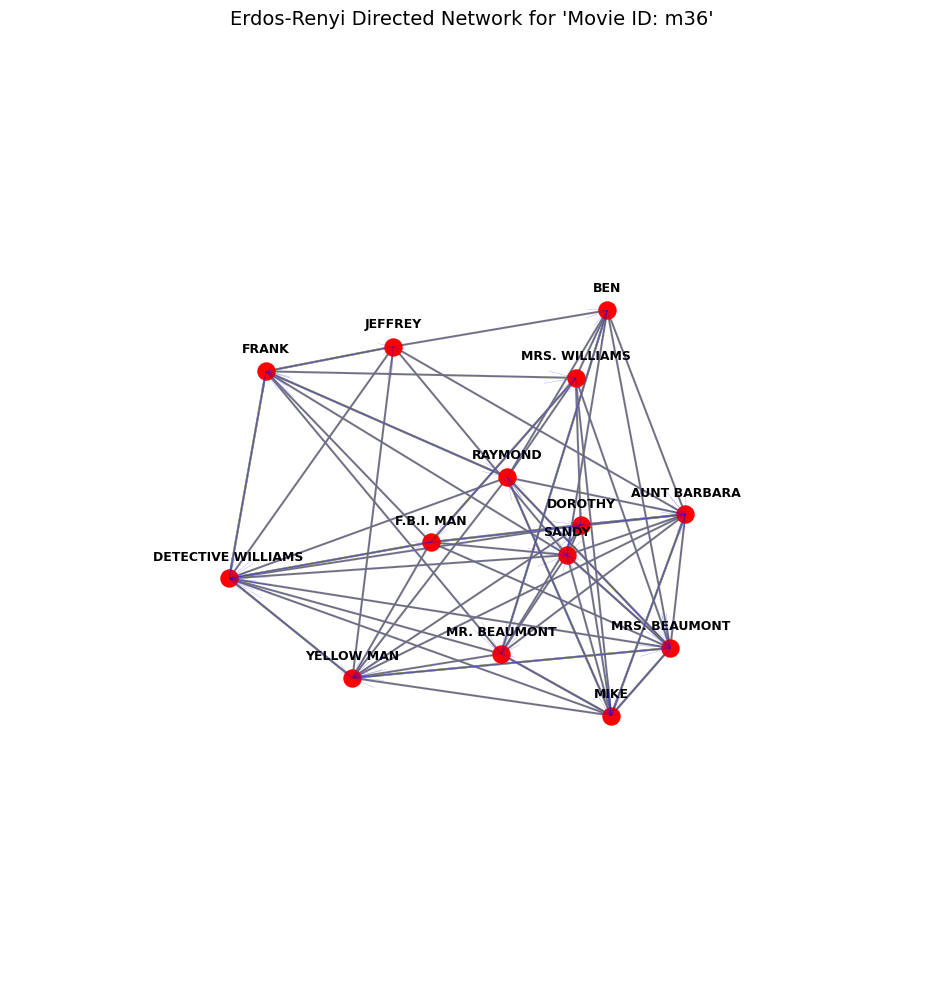 Erdos-Renyi Directed Network for 'Movie ID: m36'
BEN
JEFFREY
FRANK
MRS. WILLIAMS
RAYMOND
AUNT BARBARA
DOROTHY
F.B.I. MAN
SANDY
DETECTIVE WILLIAMS
MRS. BEAUMONT
MR. BEAUMONT
YELLOW MAN
MIKE